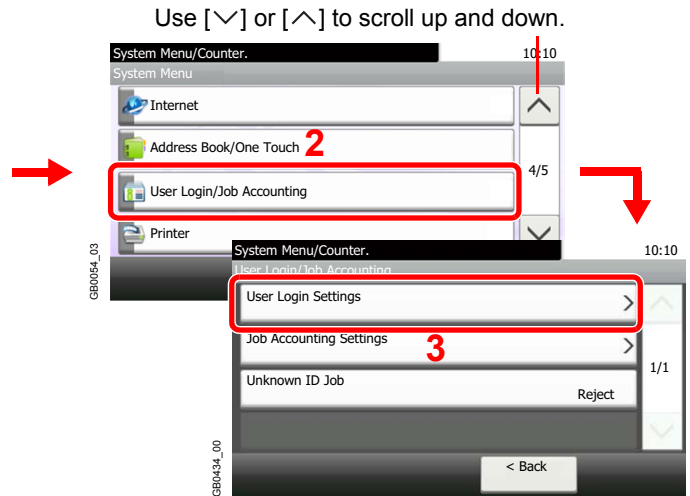 Use [∨] or [∧] to scroll up and down.
System Menu/Counter.
10:10
System Menu
Internet
Address Book/One Touch
2
4/5
User Login/Job Accounting
Printer
GB0054_03
System Menu/Counter.
10:10
User Login/Job Accounting
User Login Settings
Job Accounting Settings
3
1/1
Unknown ID Job
Reject
< Back
GB0434_00